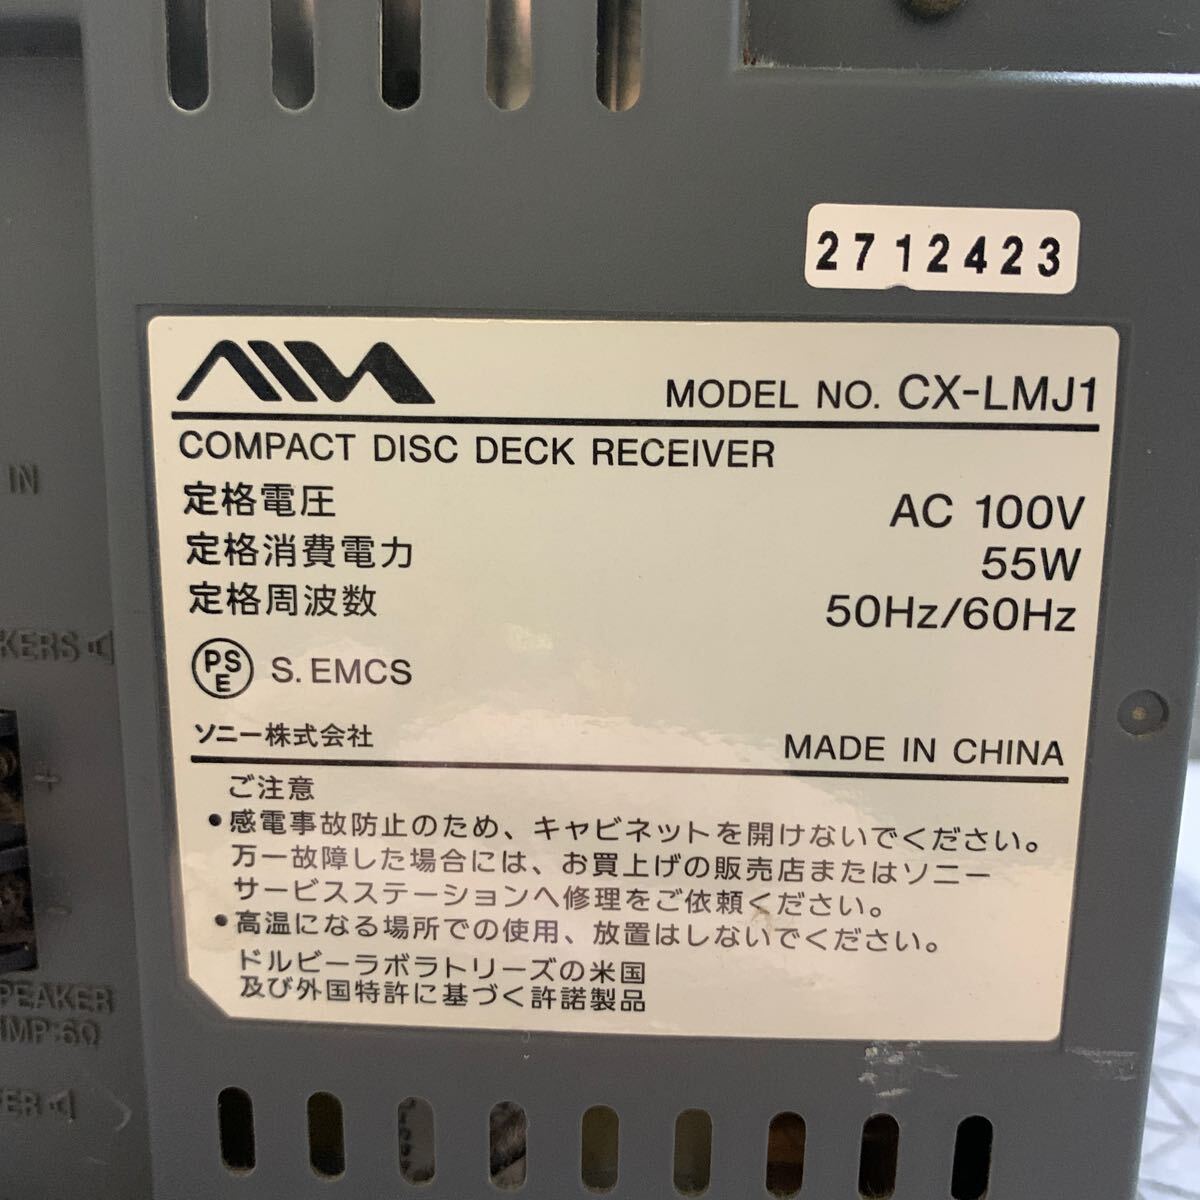 2712423
AIWA
MODEL NO. CX-LMJ1
COMPACT DISC DECK RECEIVER
定格電圧 AC 100V
定格消費電力 55W
定格周波数 50Hz/60Hz
PSE S. EMCS
ソニー株式会社 MADE IN CHINA
ご注意
●感電事故防止のため、キャビネットを開けないでください。
万一故障した場合には、お買上げの販売店またはソニー
サービスステーションへ修理をご依頼ください。
●高温になる場所での使用、放置はしないでください。
ドルビーラボラトリーズの米国
及び外国特許に基づく許諾製品
IN
KERS
+
−
PEAKER
IMP:6Ω
ER